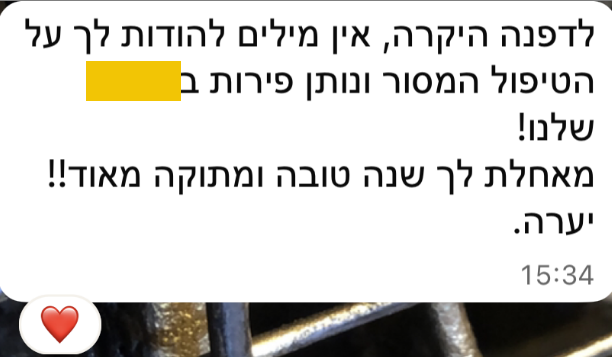 לדפנה היקרה, אין מילים להודות לך על
הטיפול המסור ונותן פירות ב
שלנו!
מאחלת לך שנה טובה ומתוקה מאוד!!
יערה.
15:34